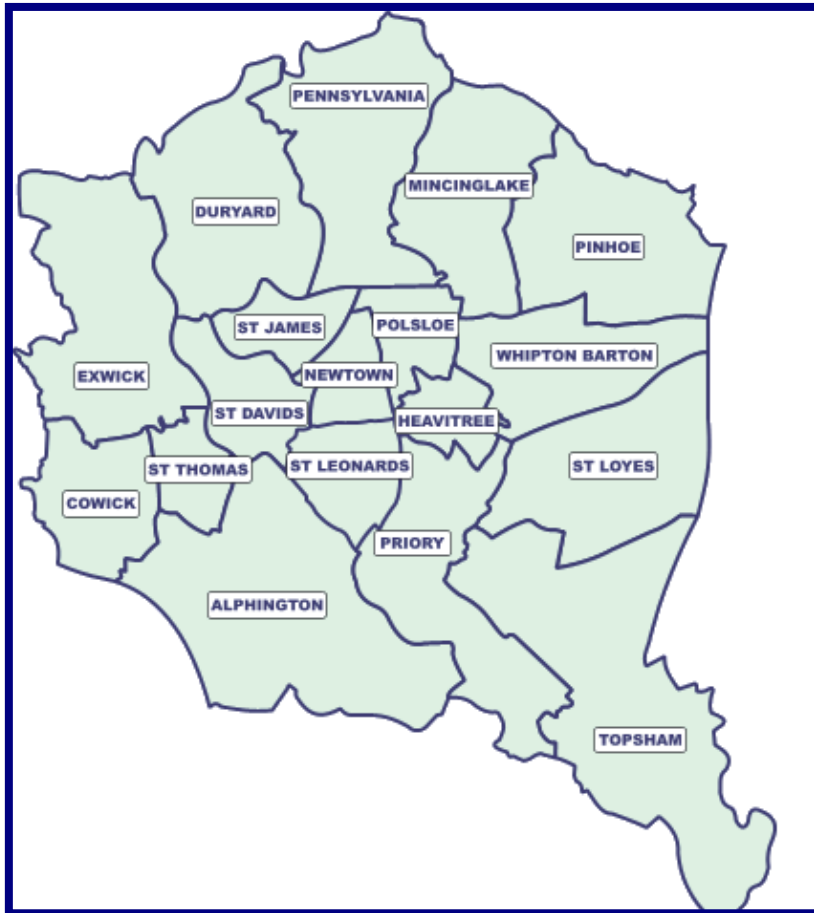 PENNSYLVANIA
MINCINGLAKE
DURYARD
PINHOE
ST JAMES
POLSLOE
WHIPTON BARTON
NEWTOWN
EXWICK
ST DAVIDS
HEAVITREE
ST THOMAS
ST LEONARDS
ST LOYES
COWICK
PRIORY
ALPHINGTON
TOPSHAM